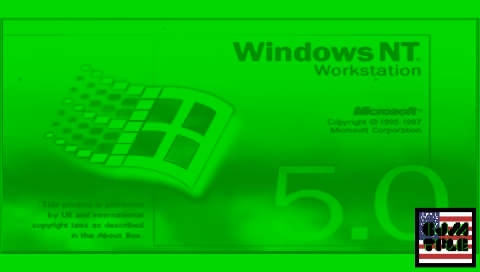 Windows NT
Workstation
Microsoft
Copyright © 1985-1997
Microsoft Corporation
5.0
This product is protected
by US and international
copyright laws as described
in the About Box.